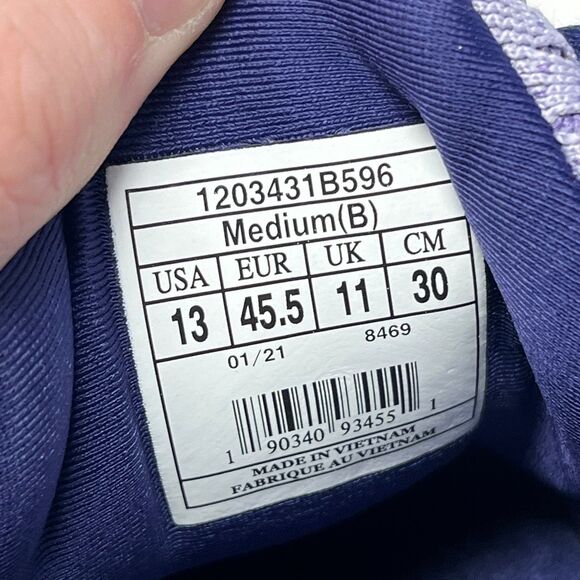 1203431B596
Medium(B)
USA EUR UK CM
13 45.5 11 30
01/21 8469
1 90340 93455 1
MADE IN VIETNAM
FABRIQUE AU VIETNAM